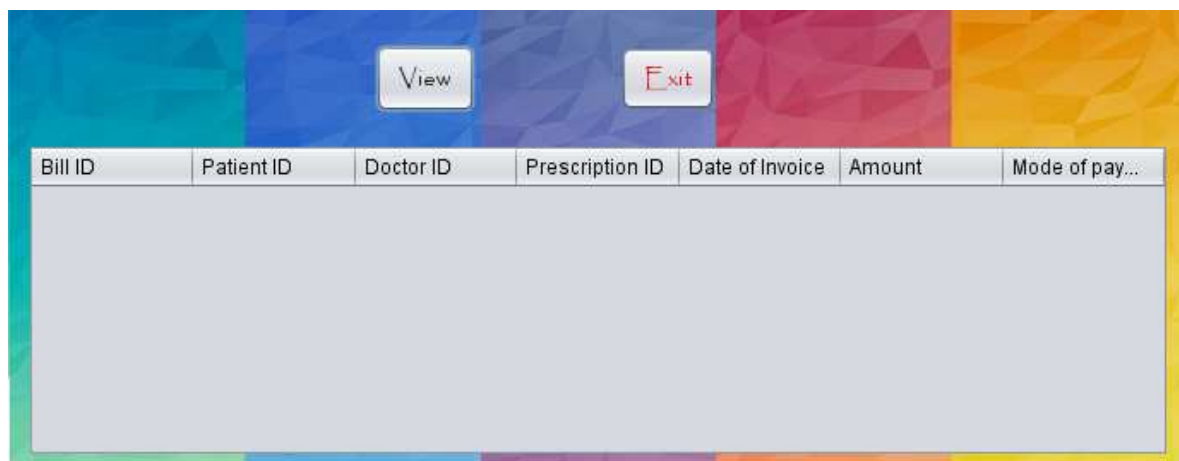 View Exit
Bill ID Patient ID Doctor ID Prescription ID Date of Invoice Amount Mode of pay...